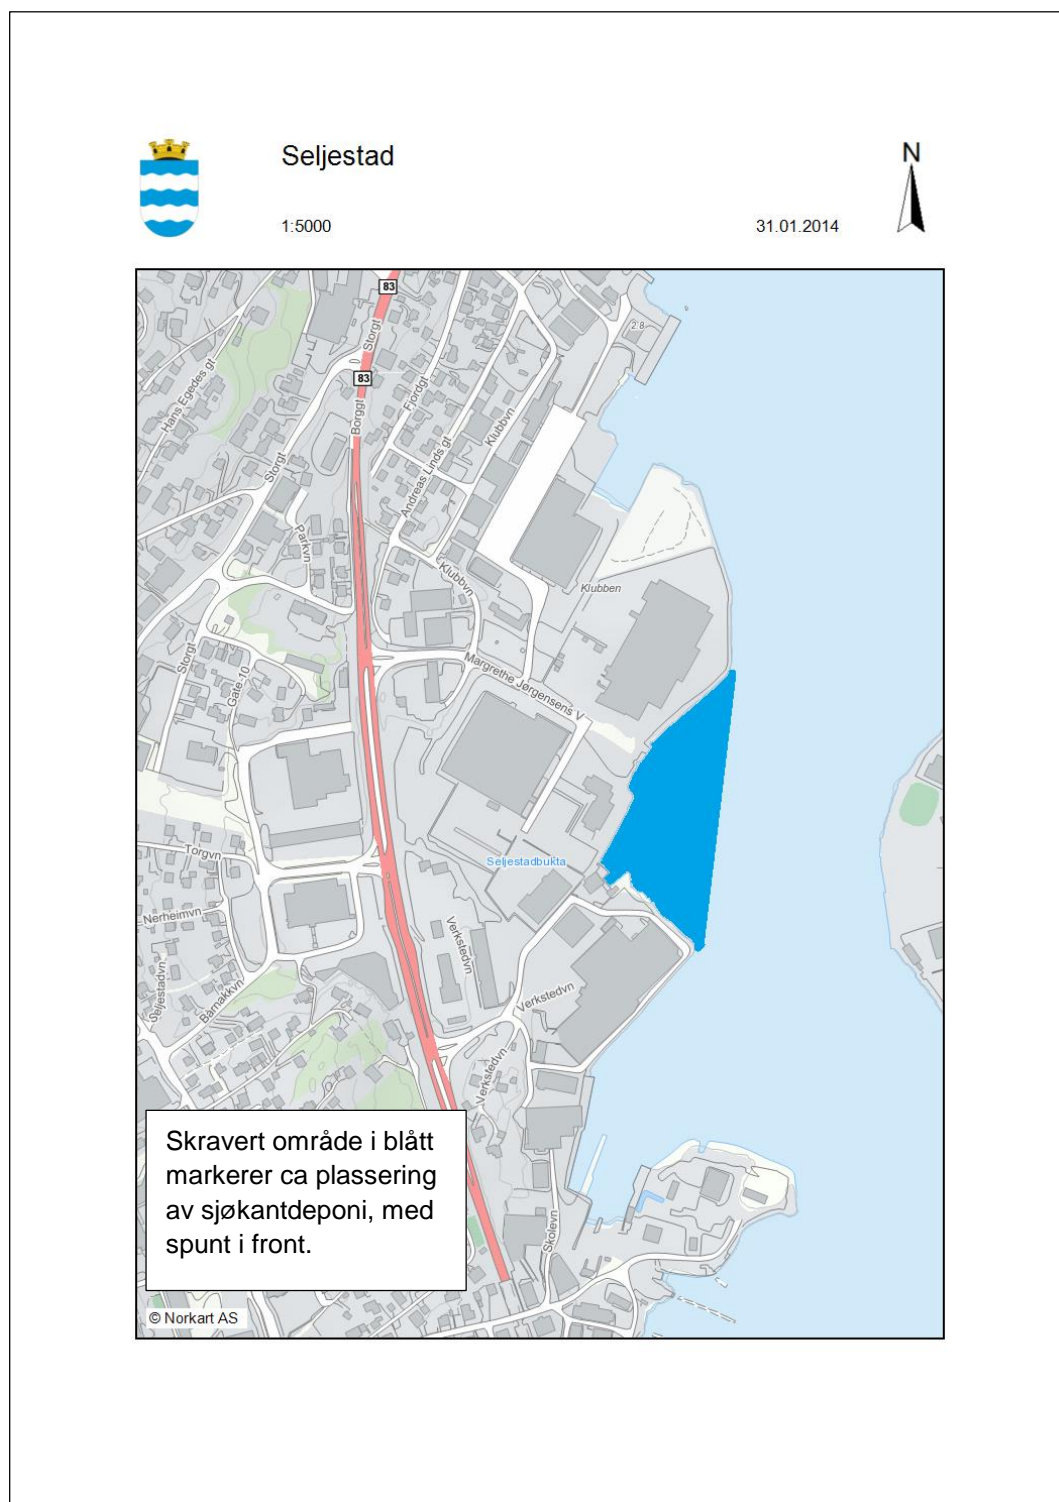 Seljestad
N
1:5000
31.01.2014
83
Storgt
2.8
83
Hans Egedes gt
Borggt
Fjordgt
Klubbvn
Storgt
Andreas Linds gt
Parkvn
Klubbvn
Klubben
Storgt
Gate 10
Margrethe Jørgensens V
Torgvn
Seljestadbukta
Nerheimvn
Verkstedvn
Seljestadvn
Barnakkvn
Verkstedvn
Verkstedvn
Skravert område i blått
markerer ca plassering
av sjøkantdeponi, med
spunt i front.
Skolevn
© Norkart AS